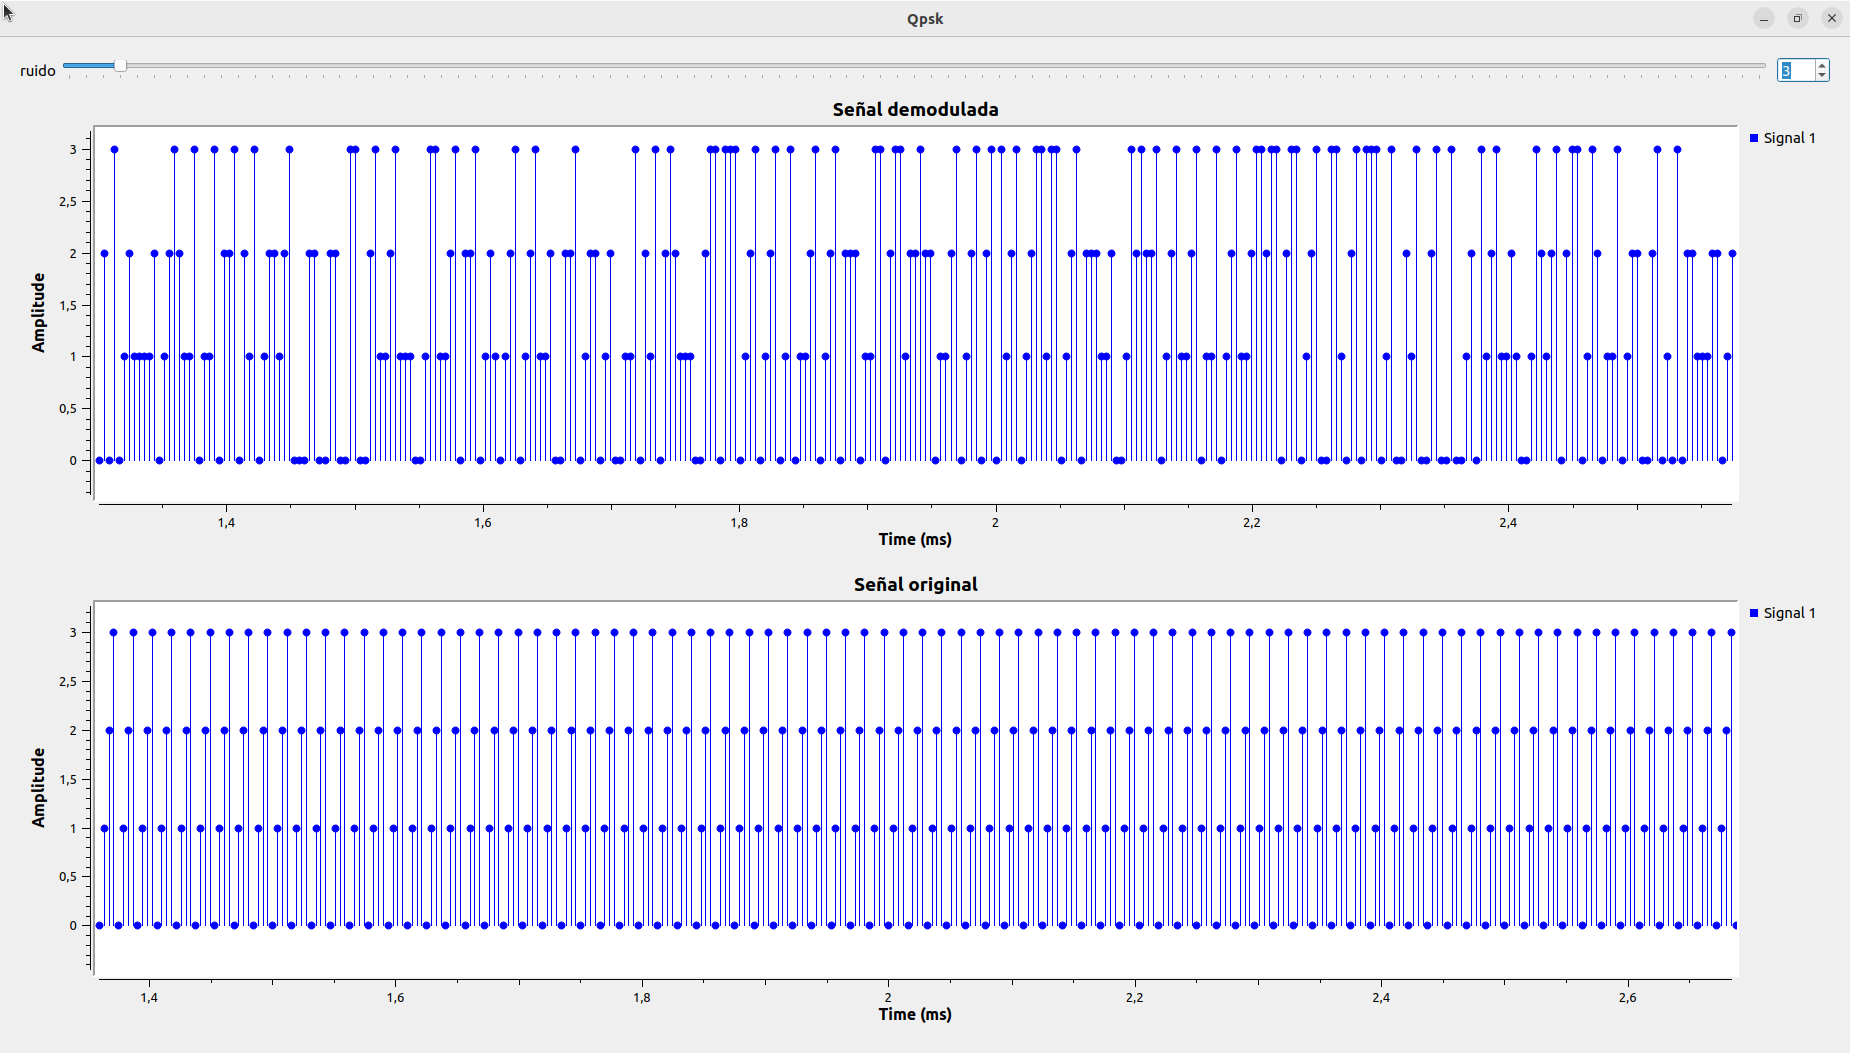 Qpsk
ruido
3
Señal demodulada
Signal 1
3
2,5
2
1,5
1
0,5
0
Amplitude
1,4 1,6 1,8 2 2,2 2,4
Time (ms)
Señal original
Signal 1
3
2,5
2
1,5
1
0,5
0
Amplitude
1,4 1,6 1,8 2 2,2 2,4 2,6
Time (ms)